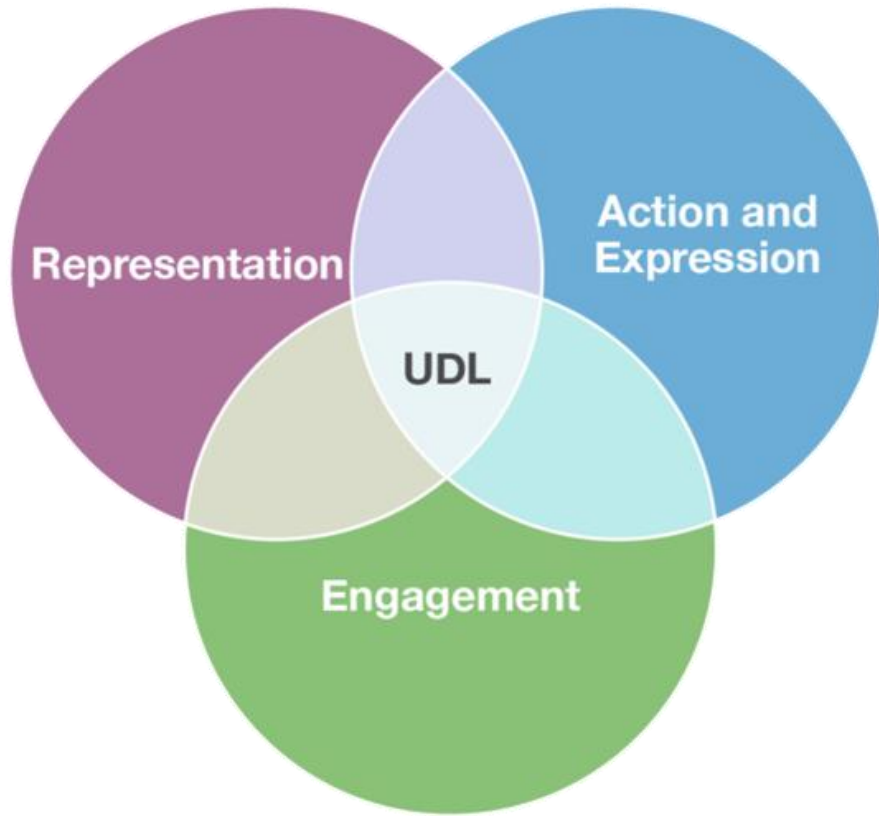 Representation
Action and
Expression
UDL
Engagement